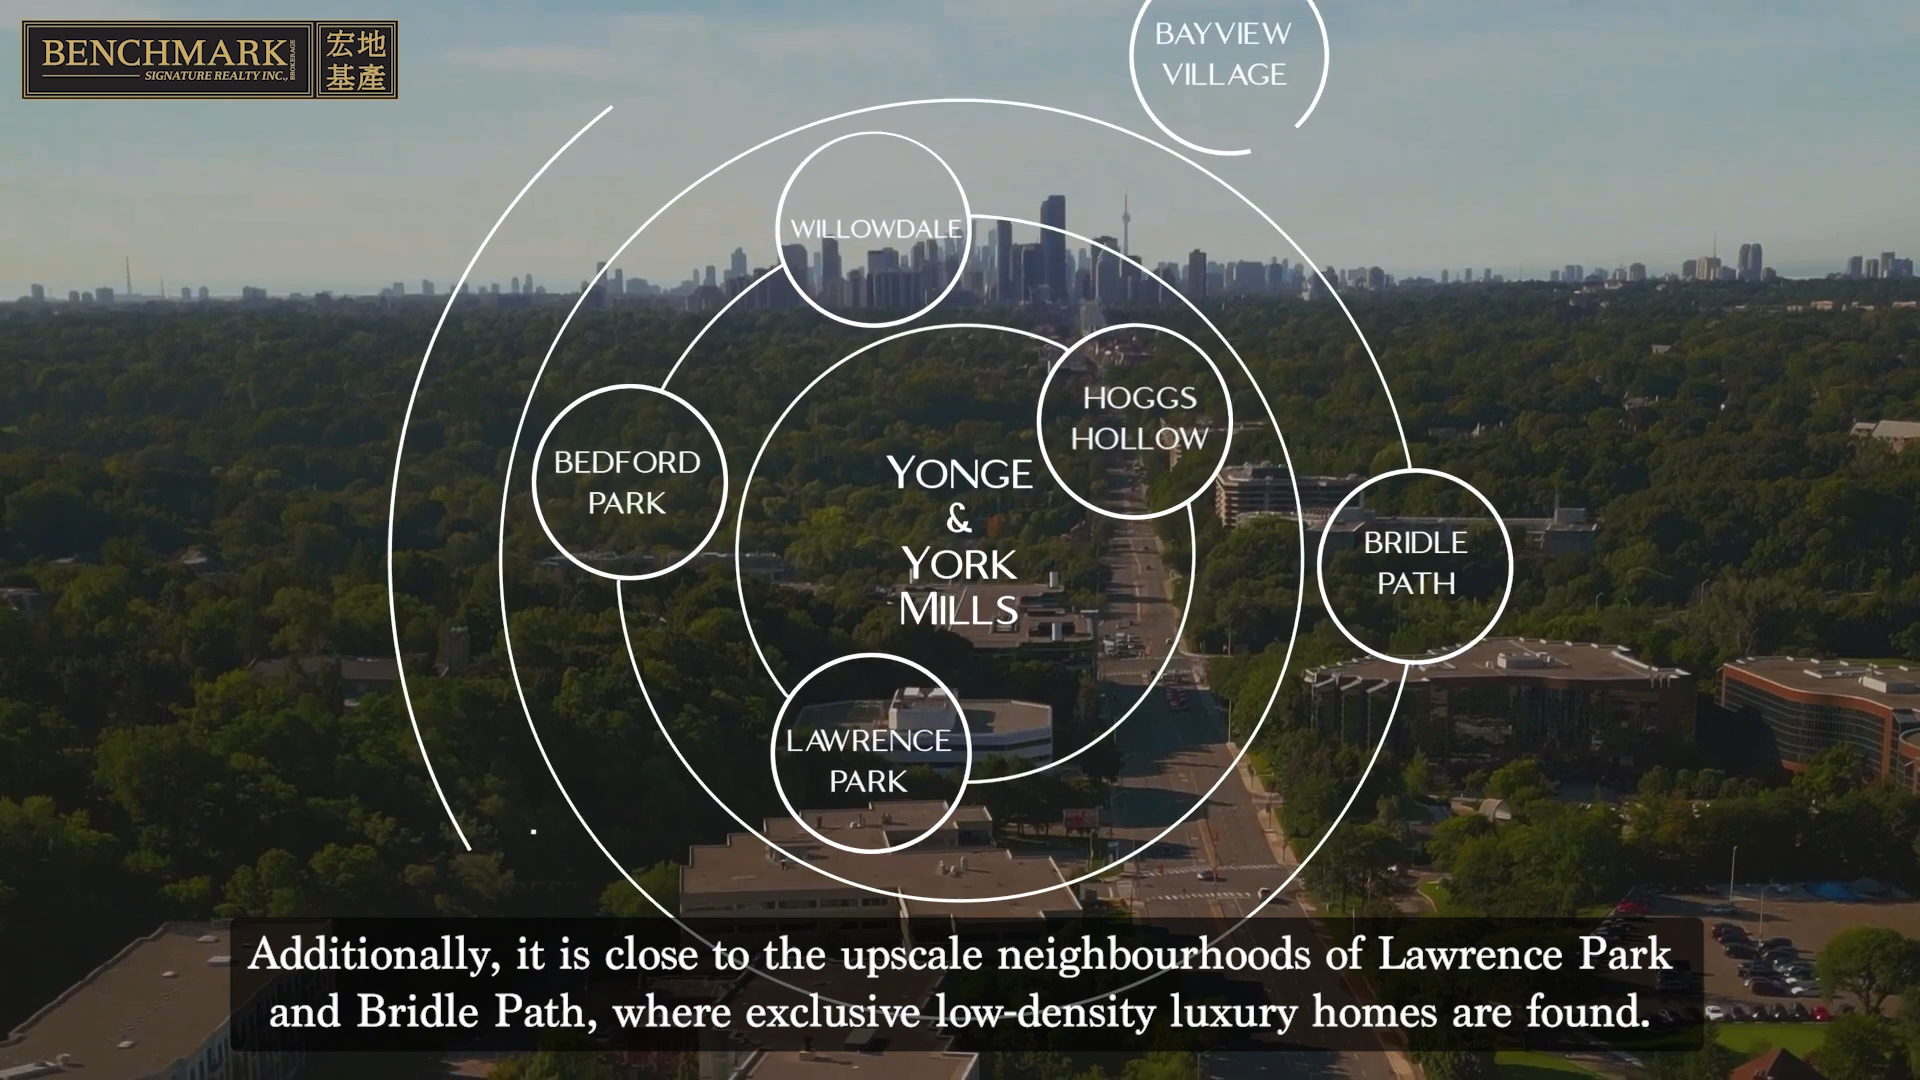 BENCHMARK
SIGNATURE REALTY INC.,
BROKERAGE
宏地
基產
BAYVIEW
VILLAGE
WILLOWDALE
HOGGS
HOLLOW
BEDFORD
PARK
YONGE
&
YORK
MILLS
BRIDLE
PATH
LAWRENCE
PARK
Additionally, it is close to the upscale neighbourhoods of Lawrence Park
and Bridle Path, where exclusive low-density luxury homes are found.